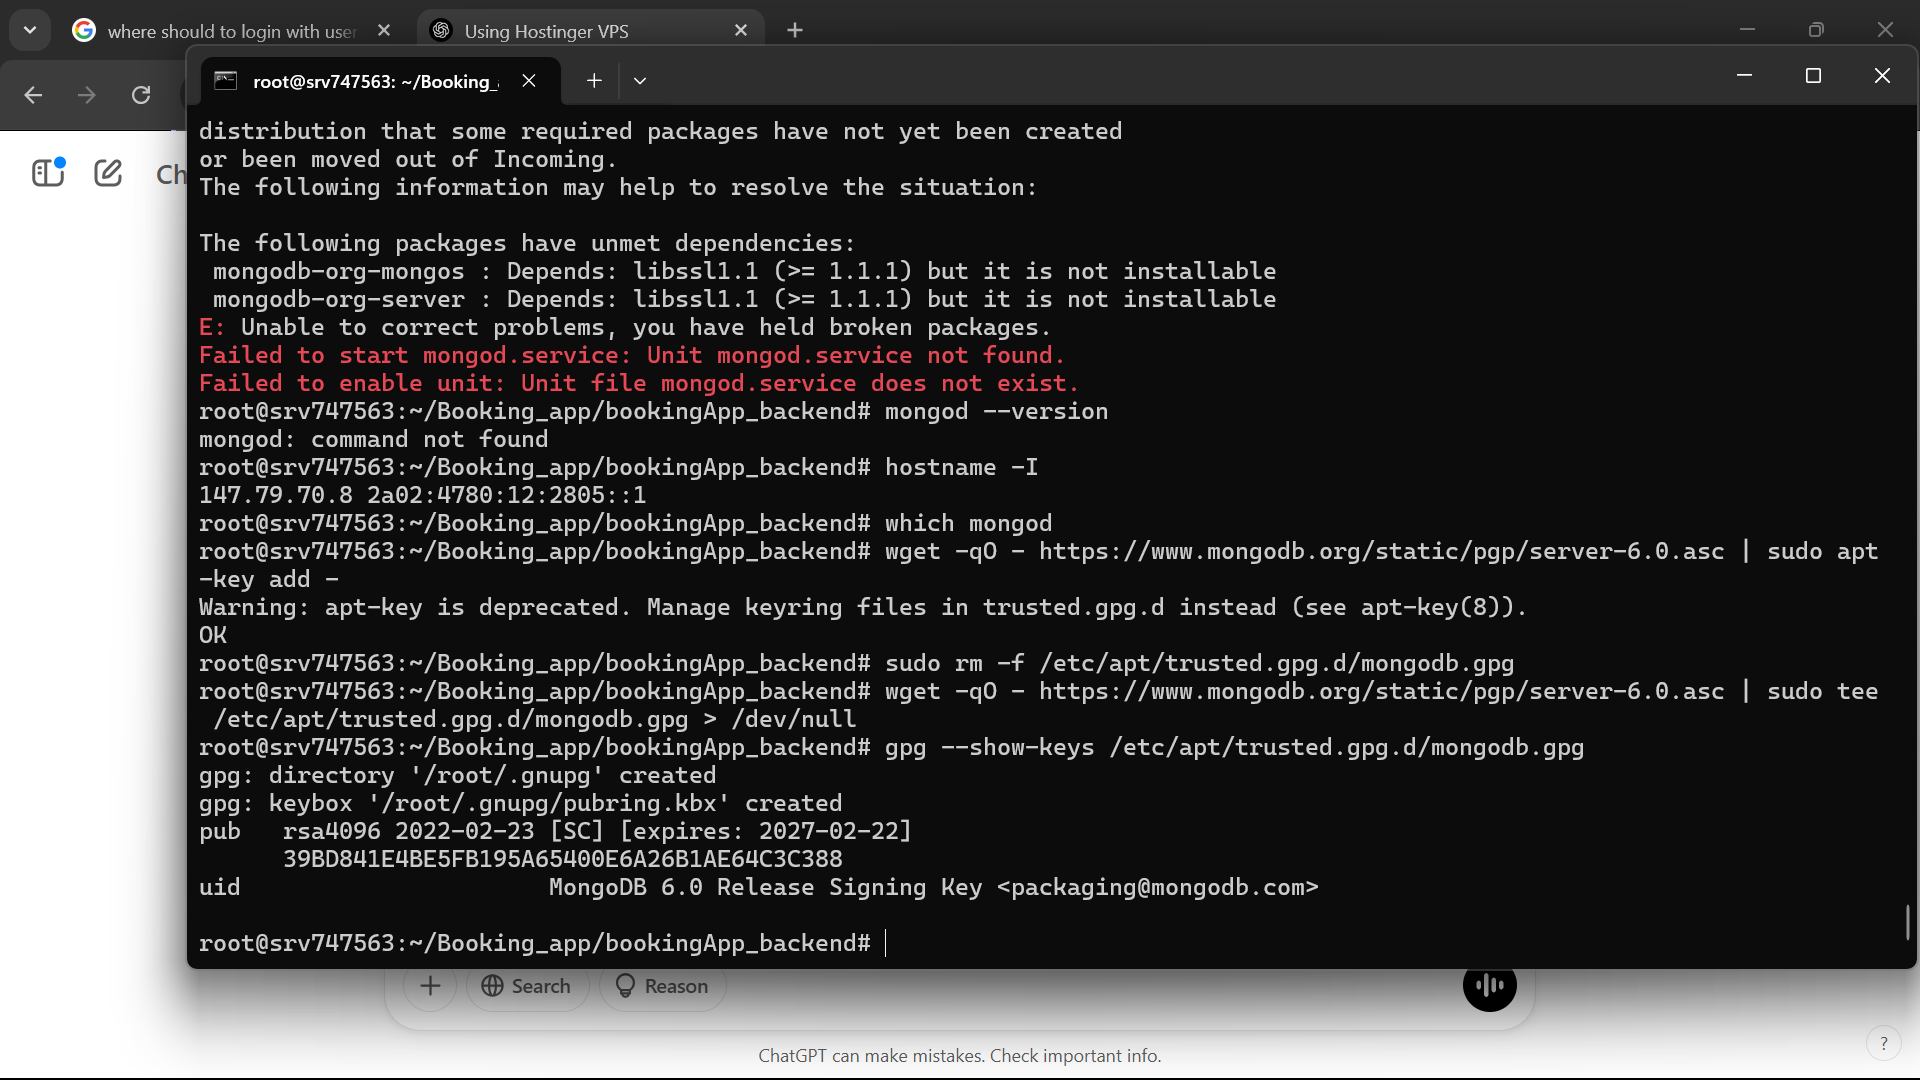 where should to login with user
Using Hostinger VPS
root@srv747563: ~/Booking_
Ch
distribution that some required packages have not yet been created
or been moved out of Incoming.
The following information may help to resolve the situation:
The following packages have unmet dependencies:
mongodb-org-mongos : Depends: libssl1.1 (>= 1.1.1) but it is not installable
mongodb-org-server : Depends: libssl1.1 (>= 1.1.1) but it is not installable
E: Unable to correct problems, you have held broken packages.
Failed to start mongod.service: Unit mongod.service not found.
Failed to enable unit: Unit file mongod.service does not exist.
root@srv747563:~/Booking_app/bookingApp_backend# mongod --version
mongod: command not found
root@srv747563:~/Booking_app/bookingApp_backend# hostname -I
147.79.70.8 2a02:4780:12:2805::1
root@srv747563:~/Booking_app/bookingApp_backend# which mongod
root@srv747563:~/Booking_app/bookingApp_backend# wget -qO - https://www.mongodb.org/static/pgp/server-6.0.asc | sudo apt
-key add -
Warning: apt-key is deprecated. Manage keyring files in trusted.gpg.d instead (see apt-key(8)).
OK
root@srv747563:~/Booking_app/bookingApp_backend# sudo rm -f /etc/apt/trusted.gpg.d/mongodb.gpg
root@srv747563:~/Booking_app/bookingApp_backend# wget -qO - https://www.mongodb.org/static/pgp/server-6.0.asc | sudo tee
/etc/apt/trusted.gpg.d/mongodb.gpg > /dev/null
root@srv747563:~/Booking_app/bookingApp_backend# gpg --show-keys /etc/apt/trusted.gpg.d/mongodb.gpg
gpg: directory '/root/.gnupg' created
gpg: keybox '/root/.gnupg/pubring.kbx' created
pub rsa4096 2022-02-23 [SC] [expires: 2027-02-22]
39BD841E4BE5FB195A65400E6A26B1AE64C3C388
uid MongoDB 6.0 Release Signing Key <packaging@mongodb.com>
root@srv747563:~/Booking_app/bookingApp_backend#
Search
Reason
ChatGPT can make mistakes. Check important info.
?